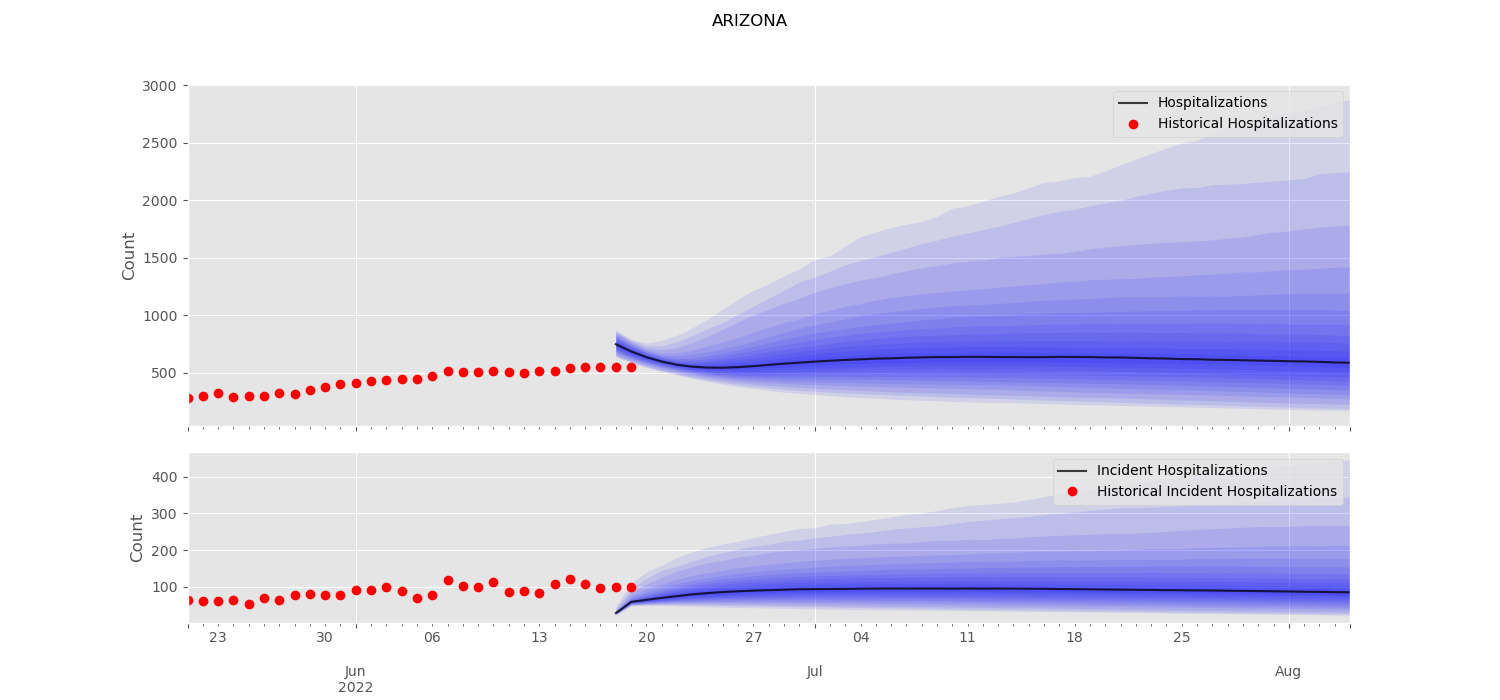 ARIZONA
3000
2500
2000
1500
1000
500
Count
Hospitalizations
Historical Hospitalizations
400
300
200
100
Count
Incident Hospitalizations
Historical Incident Hospitalizations
23 30 06 13 20 27 04 11 18 25
Jun Jul Aug
2022